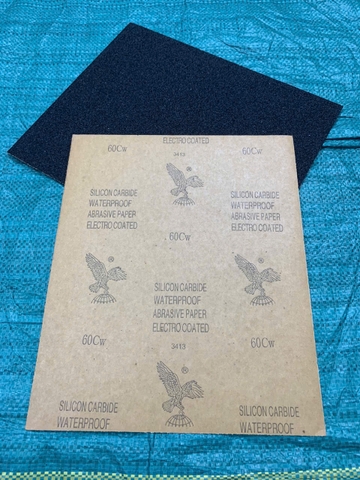 ELECTRO COATED
60Cw
3413
60Cw
SILICON CARBIDE
WATERPROOF
ABRASIVE PAPER
ELECTRO COATED
SILICON CARBIDE
WATERPROOF
ABRASIVE PAPER
ELECTRO COATED
60Cw
®
®
®
SILICON CARBIDE
WATERPROOF
ABRASIVE PAPER
ELECTRO COATED
60Cw
3413
60Cw
®
SILICON CARBIDE
WATERPROOF
SILICON CARBIDE
WATERPROOF